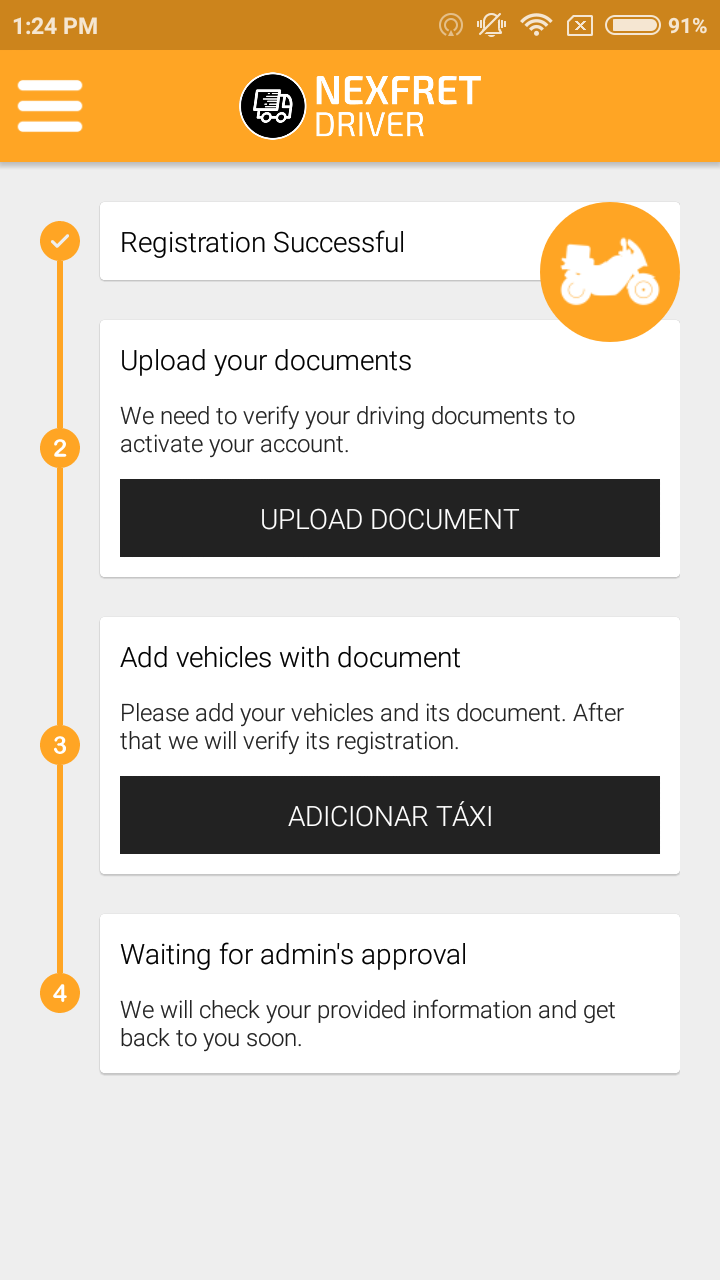 1:24 PM
91%
NEXFRET
DRIVER
Registration Successful
Upload your documents
We need to verify your driving documents to
activate your account.
2
UPLOAD DOCUMENT
Add vehicles with document
Please add your vehicles and its document. After
that we will verify its registration.
3
ADICIONAR TÁXI
Waiting for admin's approval
4
We will check your provided information and get
back to you soon.